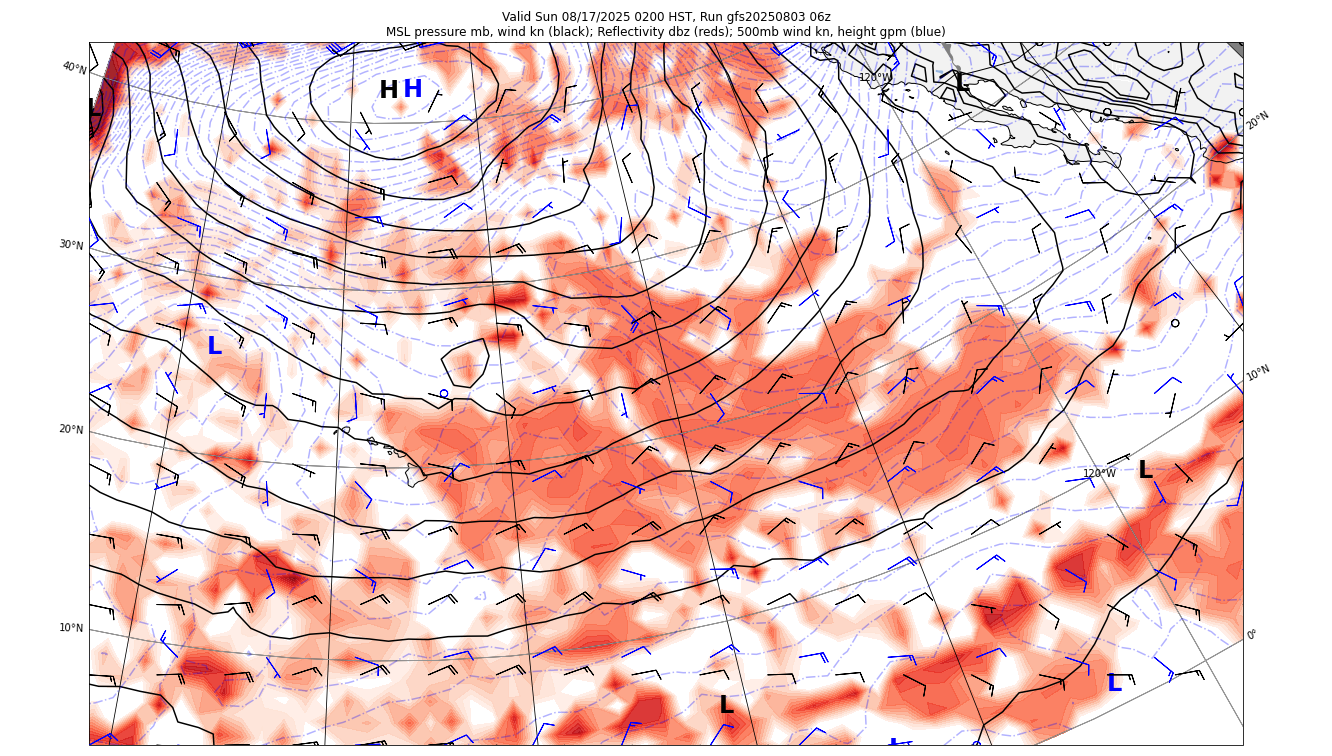 Valid Sun 08/17/2025 0200 HST, Run gfs20250803 06z
MSL pressure mb, wind kn (black); Reflectivity dbz (reds); 500mb wind kn, height gpm (blue)
40°N
H H
120°W
L
L
20°N
30°N
L
10°N
20°N
120°W
L
10°N
0°
L
L